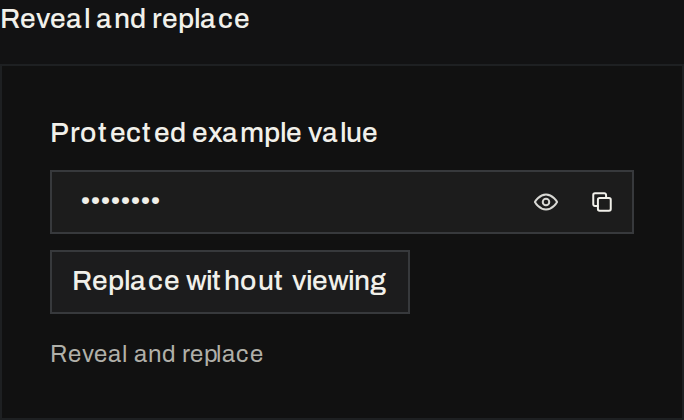 Reveal and replace
Protected example value
••••••••
Replace without viewing
Reveal and replace